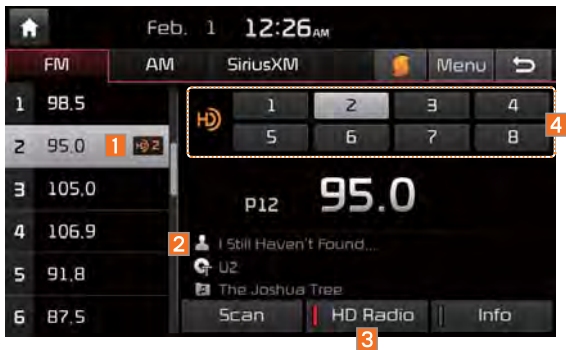 Feb. 1 12:26AM
FM AM SiriusXM Menu
1 98.5
2 95.0 1 HD 2
3 105.0
4 106.9
5 91.8
6 87.5
HD 1 2 3 4
5 6 7 8
4
P12 95.0
2 I Still Haven't Found...
U2
The Joshua Tree
Scan HD Radio Info
3